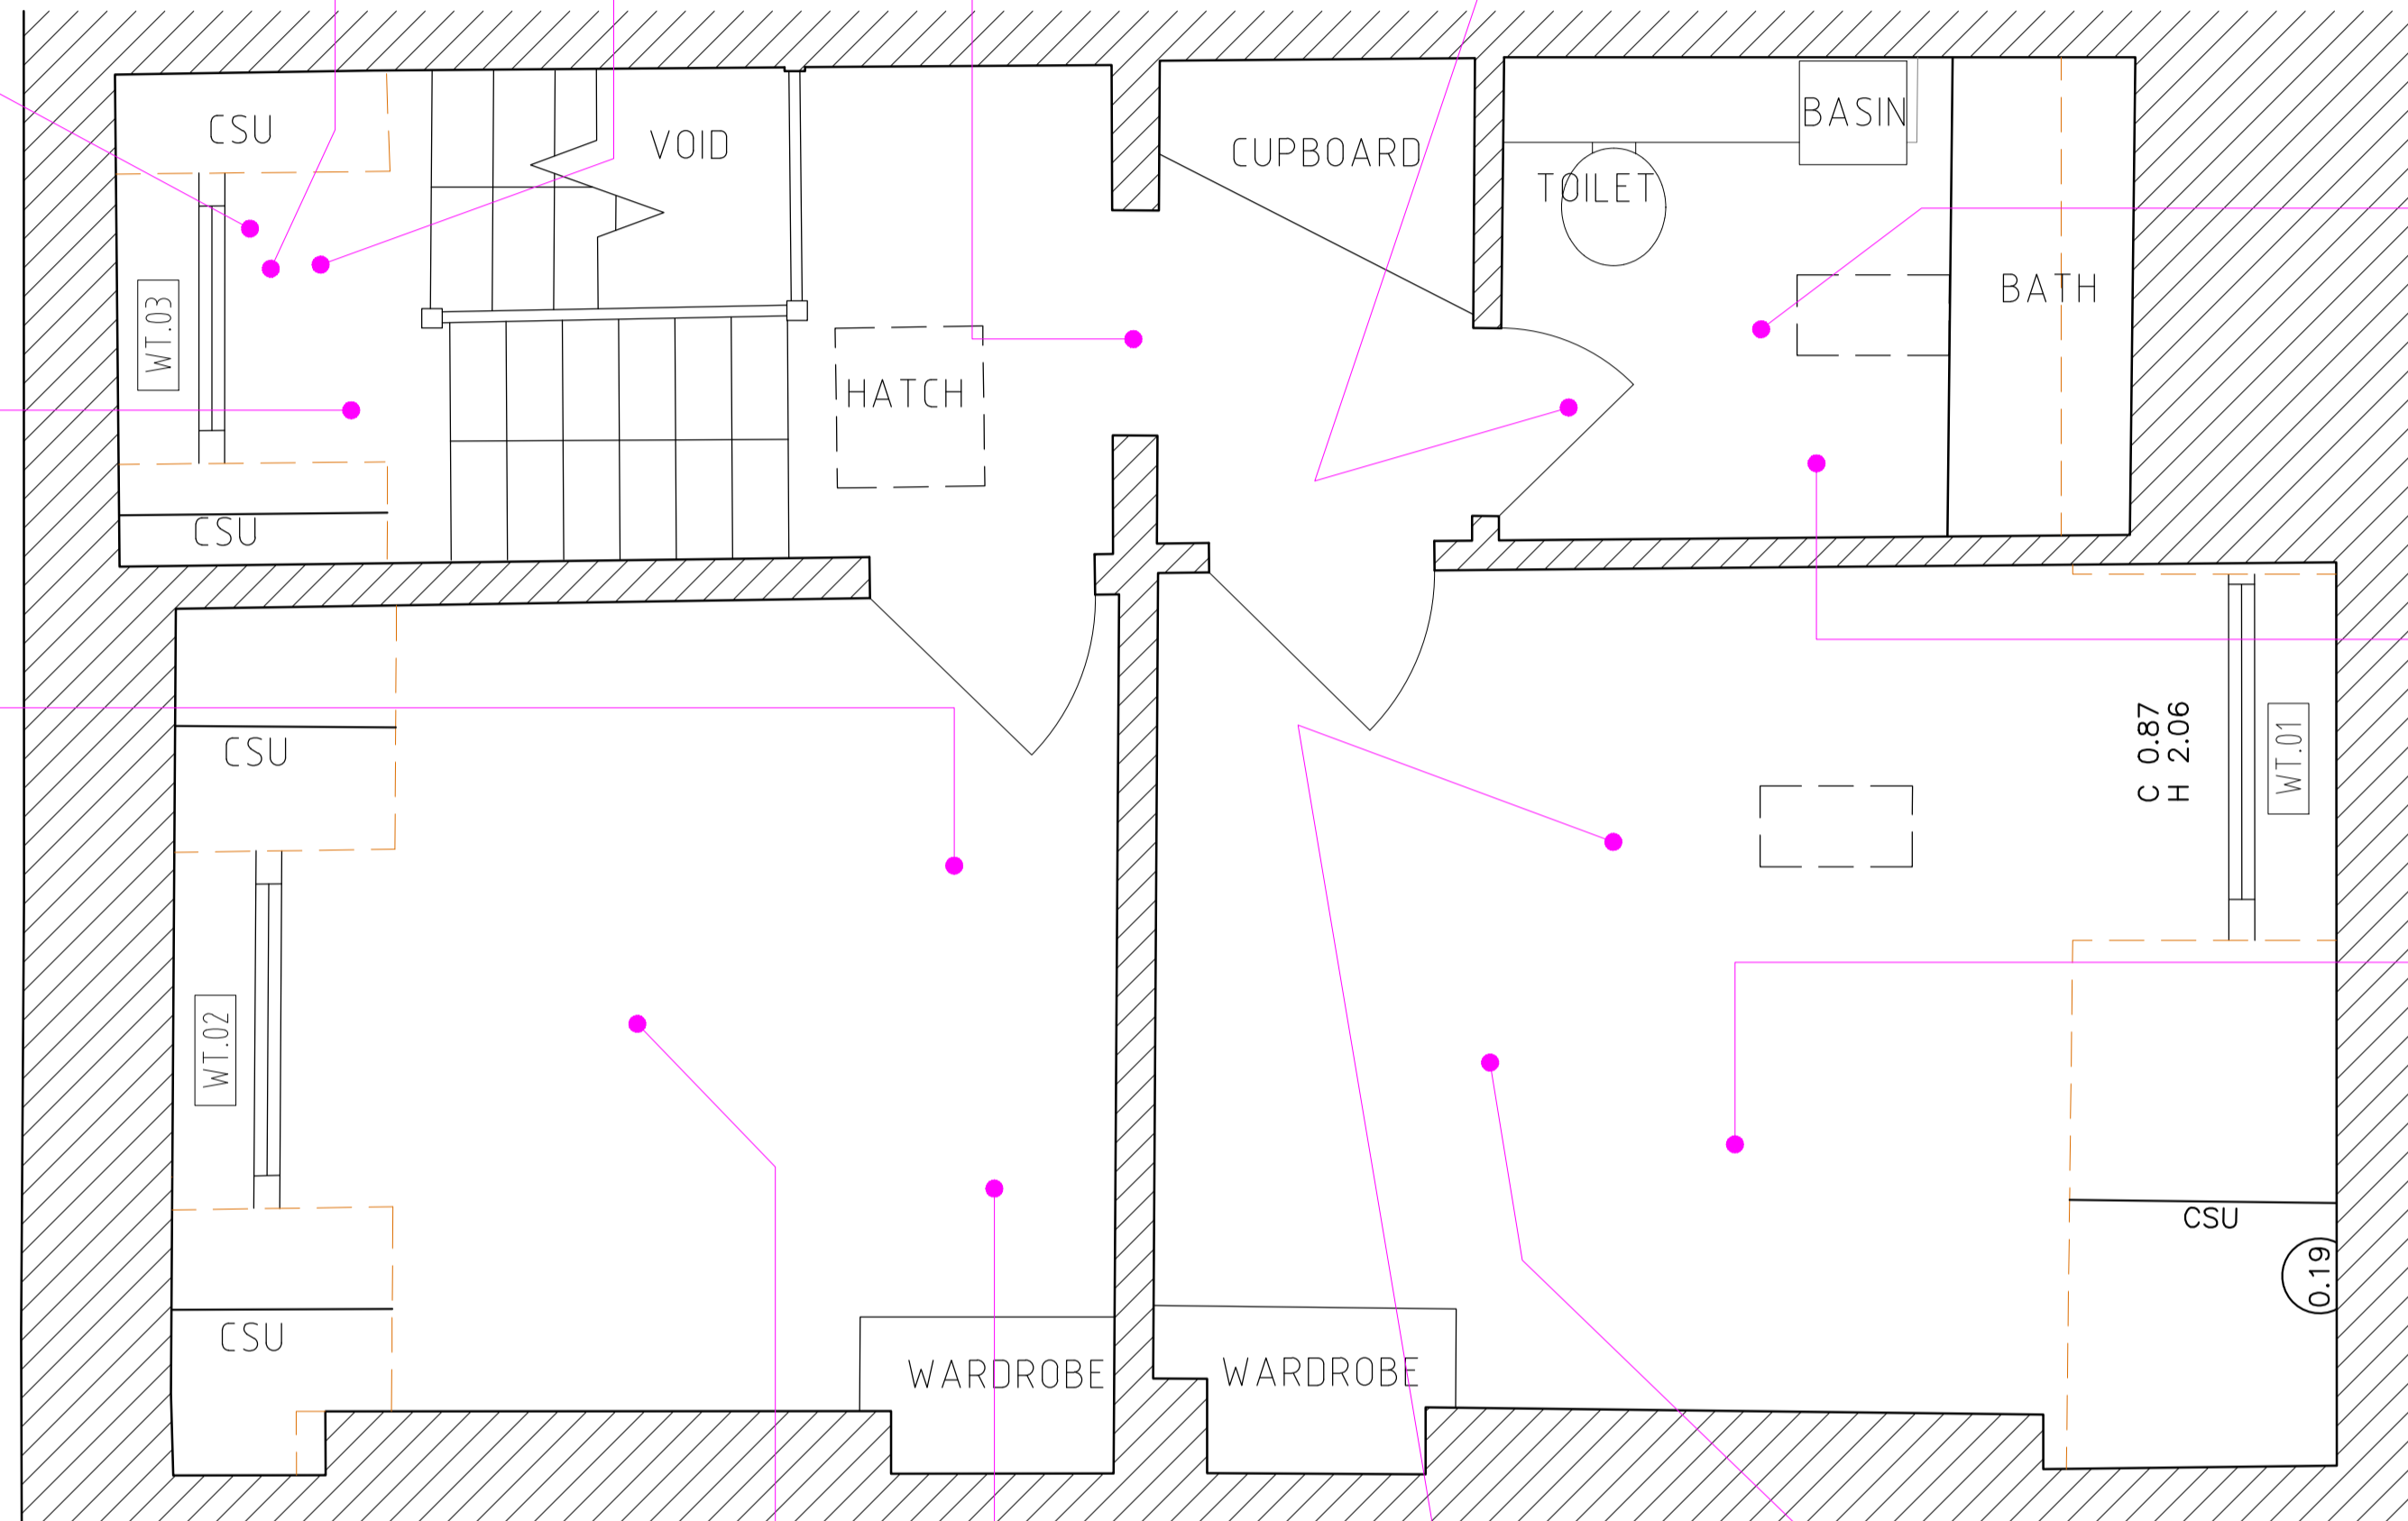 CSU
VOID
CUPBOARD
BASIN
TOILET
BATH
WT.03
HATCH
CSU
CSU
C 0.87
H 2.06
WT.01
WT.02
CSU
0.19
CSU
WARDROBE
WARDROBE